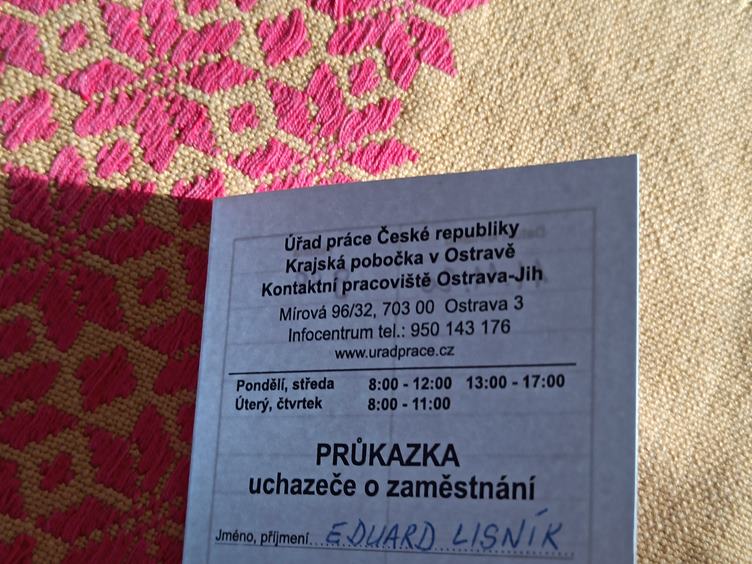 Úřad práce České republiky
Krajská pobočka v Ostravě
Kontaktní pracoviště Ostrava-Jih
Mírová 96/32, 703 00 Ostrava 3
Infocentrum tel.: 950 143 176
www.uradprace.cz
Pondělí, středa 8:00 - 12:00 13:00 - 17:00
Úterý, čtvrtek 8:00 - 11:00
PRŮKAZKA
uchazeče o zaměstnání
Jméno, příjmení EDUARD LISNÍK